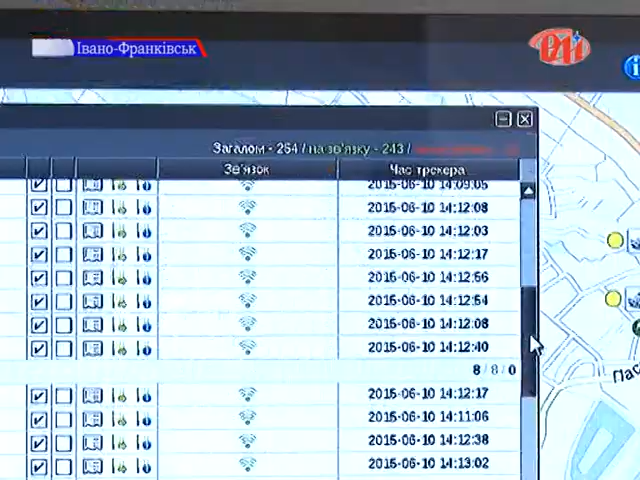 Івано-Франківськ
Загалом - 264 / на зв'язку - 243 /
Зв'язок
Час трекера
2015-06-10 14:09:05
2015-06-10 14:12:08
2015-06-10 14:12:03
2015-06-10 14:12:17
2015-06-10 14:12:56
2015-06-10 14:12:54
2015-06-10 14:12:08
2015-06-10 14:12:40
8 / 8 / 0
2015-06-10 14:12:17
2015-06-10 14:11:06
2015-06-10 14:12:38
2015-06-10 14:13:02